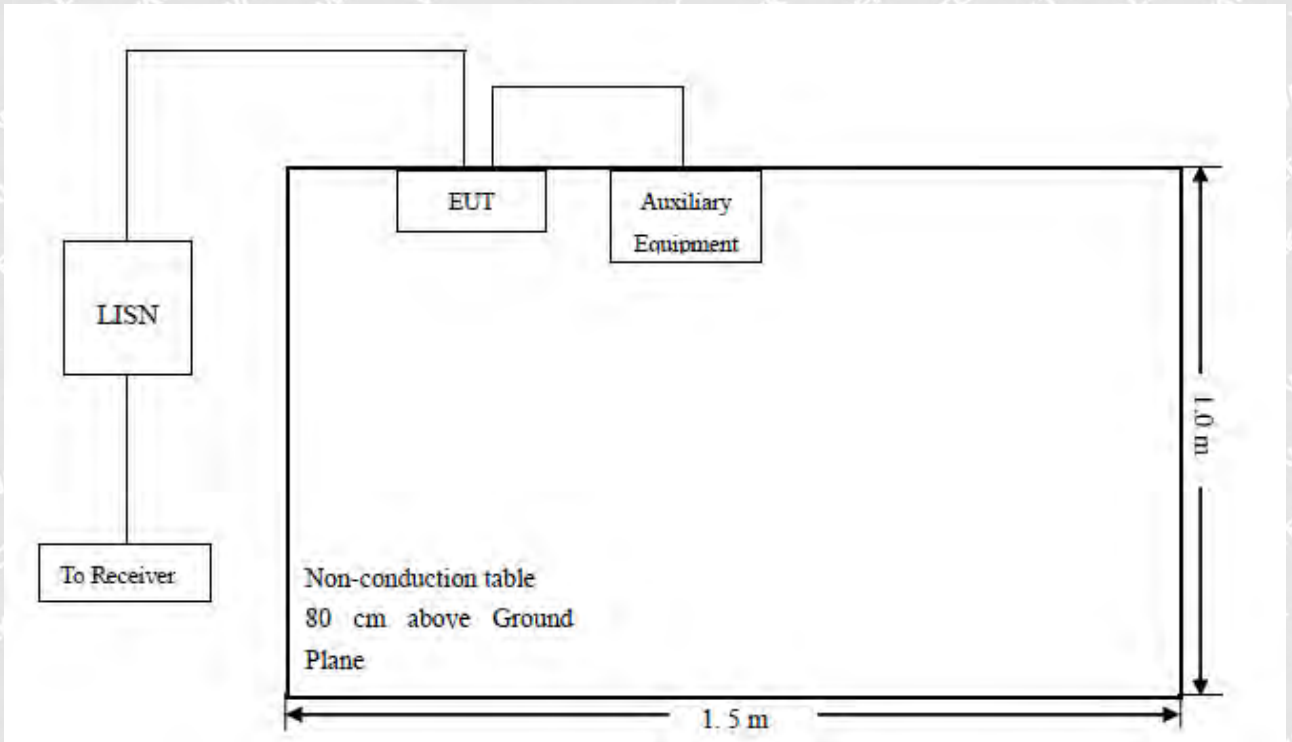 EUT
Auxiliary
Equipment
LISN
1.0 m
To Receiver
Non-conduction table
80 cm above Ground
Plane
1. 5 m